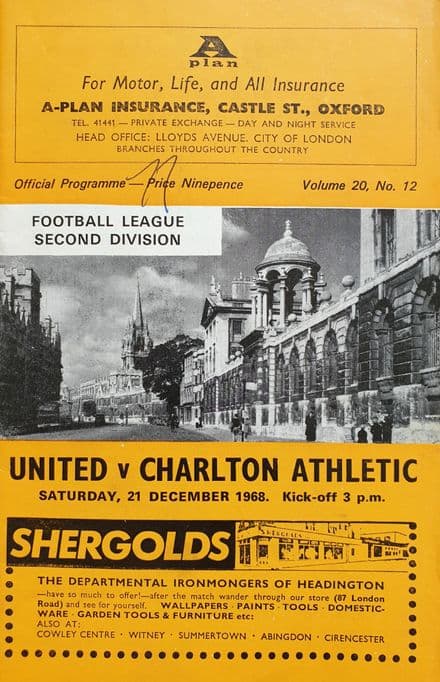 A
plan
For Motor, Life, and All Insurance
A-PLAN INSURANCE, CASTLE ST., OXFORD
TEL. 41441 — PRIVATE EXCHANGE — DAY AND NIGHT SERVICE
HEAD OFFICE: LLOYDS AVENUE, CITY OF LONDON
BRANCHES THROUGHOUT THE COUNTRY
Official Programme — Price Ninepence Volume 20, No. 12
FOOTBALL LEAGUE
SECOND DIVISION
UNITED v CHARLTON ATHLETIC
SATURDAY, 21 DECEMBER 1968. Kick-off 3 p.m.
SHERGOLDS
SHERGOLDS
THE DEPARTMENTAL IRONMONGERS OF HEADINGTON
—have so much to offer!—after the match wander through our store (87 London
Road) and see for yourself. WALLPAPERS · PAINTS · TOOLS · DOMESTIC-
WARE · GARDEN TOOLS & FURNITURE etc:
ALSO AT:
COWLEY CENTRE · WITNEY · SUMMERTOWN · ABINGDON · CIRENCESTER